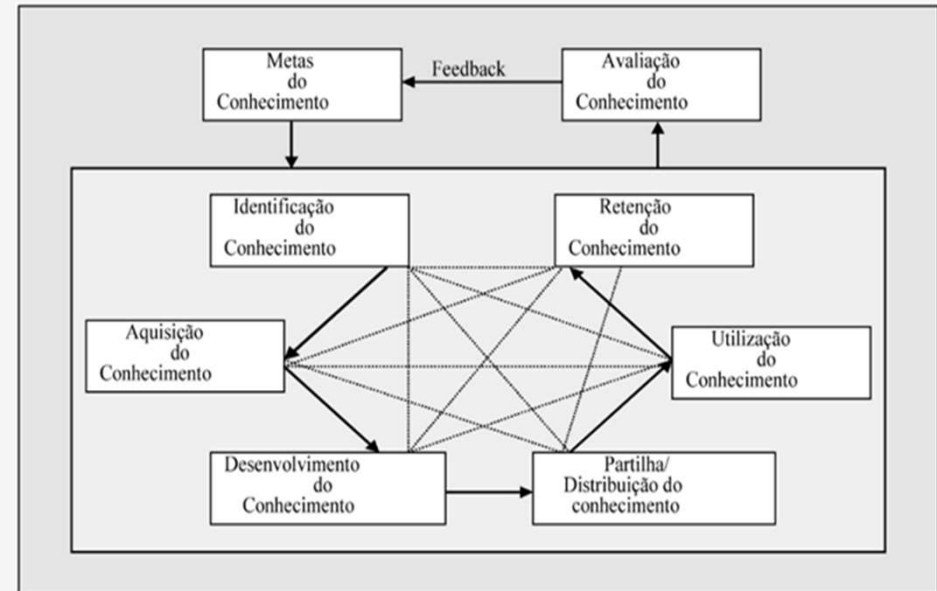 Metas
do
Conhecimento
Feedback
Avaliação
do
Conhecimento
Identificação
do
Conhecimento
Retenção
do
Conhecimento
Aquisição
do
Conhecimento
Utilização
do
Conhecimento
Desenvolvimento
do
Conhecimento
Partilha/
Distribuição do
conhecimento